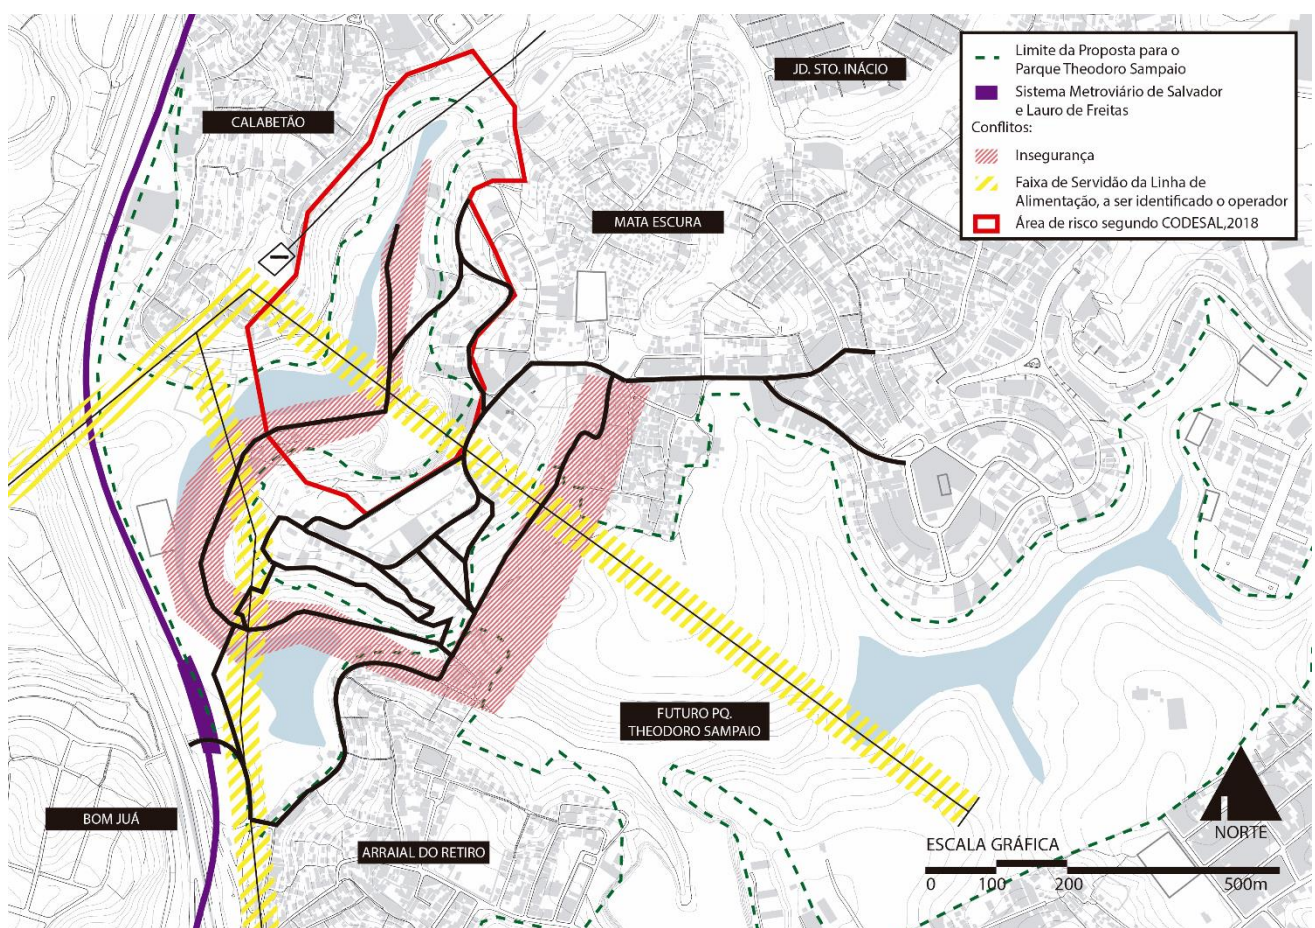 CALABETÃO
JD. STO. INÁCIO
Limite da Proposta para o
Parque Theodoro Sampaio
Sistema Metroviário de Salvador
e Lauro de Freitas
Conflitos:
Insegurança
Faixa de Servidão da Linha de
Alimentação, a ser identificado o operador
Área de risco segundo CODESAL,2018
MATA ESCURA
FUTURO PQ.
THEODORO SAMPAIO
BOM JUÁ
ARRAIAL DO RETIRO
NORTE
ESCALA GRÁFICA
0 100 200 500m